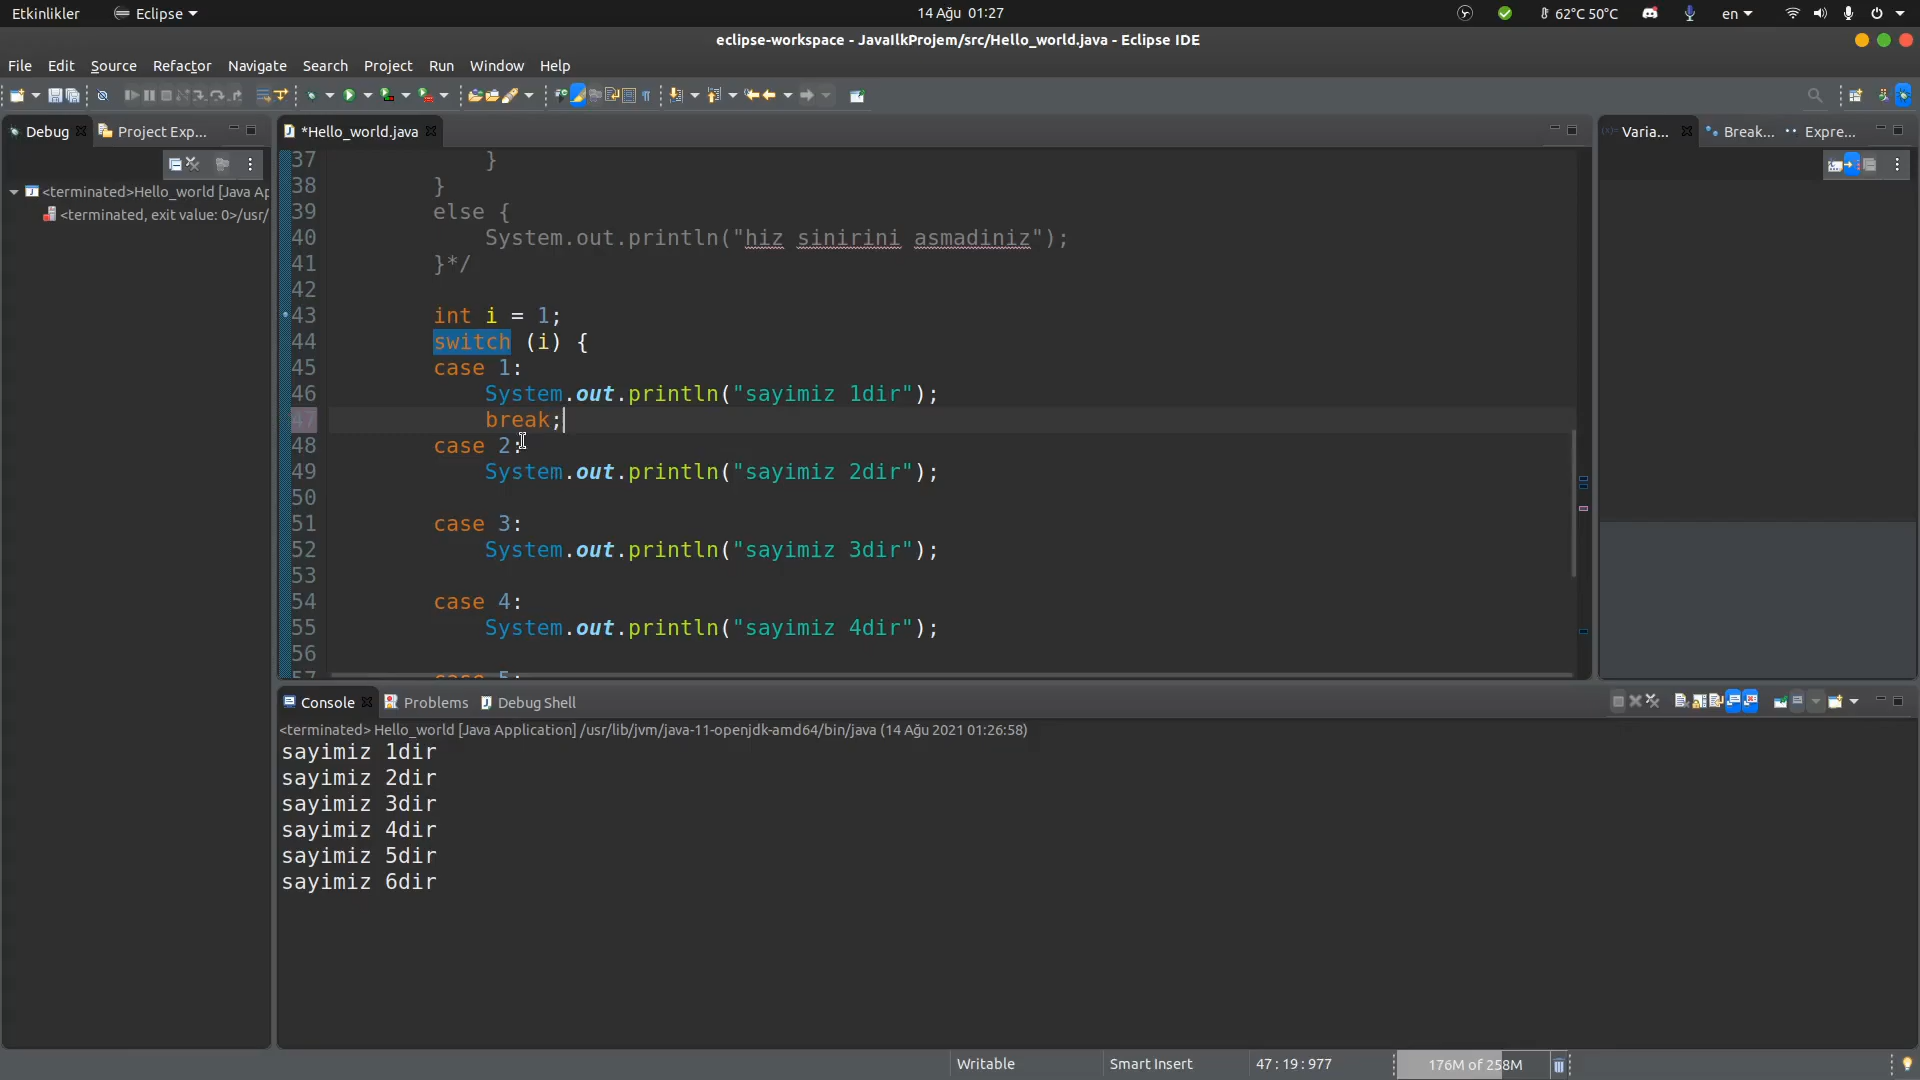 Etkinlikler Eclipse 14 Ağu 01:27 62°C 50°C en
eclipse-workspace - JavaIlkProjem/src/Hello_world.java - Eclipse IDE
File Edit Source Refactor Navigate Search Project Run Window Help
Debug Project Exp... *Hello_world.java Varia... Break... Expre...
<terminated>Hello_world [Java Ap
<terminated, exit value: 0>/usr/
37 }
38 }
39 else {
40 System.out.println("hiz sinirini asmadiniz");
41 }*/
42
43 int i = 1;
44 switch (i) {
45 case 1:
46 System.out.println("sayimiz 1dir");
47 break;
48 case 2:
49 System.out.println("sayimiz 2dir");
50
51 case 3:
52 System.out.println("sayimiz 3dir");
53
54 case 4:
55 System.out.println("sayimiz 4dir");
56
57 case 5:
Console Problems Debug Shell
<terminated> Hello_world [Java Application] /usr/lib/jvm/java-11-openjdk-amd64/bin/java (14 Ağu 2021 01:26:58)
sayimiz 1dir
sayimiz 2dir
sayimiz 3dir
sayimiz 4dir
sayimiz 5dir
sayimiz 6dir
Writable Smart Insert 47 : 19 : 977 176M of 258M